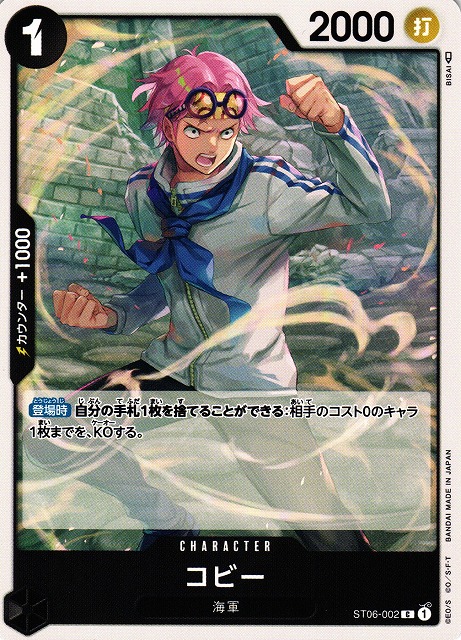 1
2000
打
BISAI
カウンター +1000
登場時 自分の手札1枚を捨てることができる:相手のコスト0のキャラ
1枚までを、KOする。
CHARACTER
コビー
海軍
ST06-002 C 1
©E.O/S ©O/S・F・T BANDAI MADE IN JAPAN